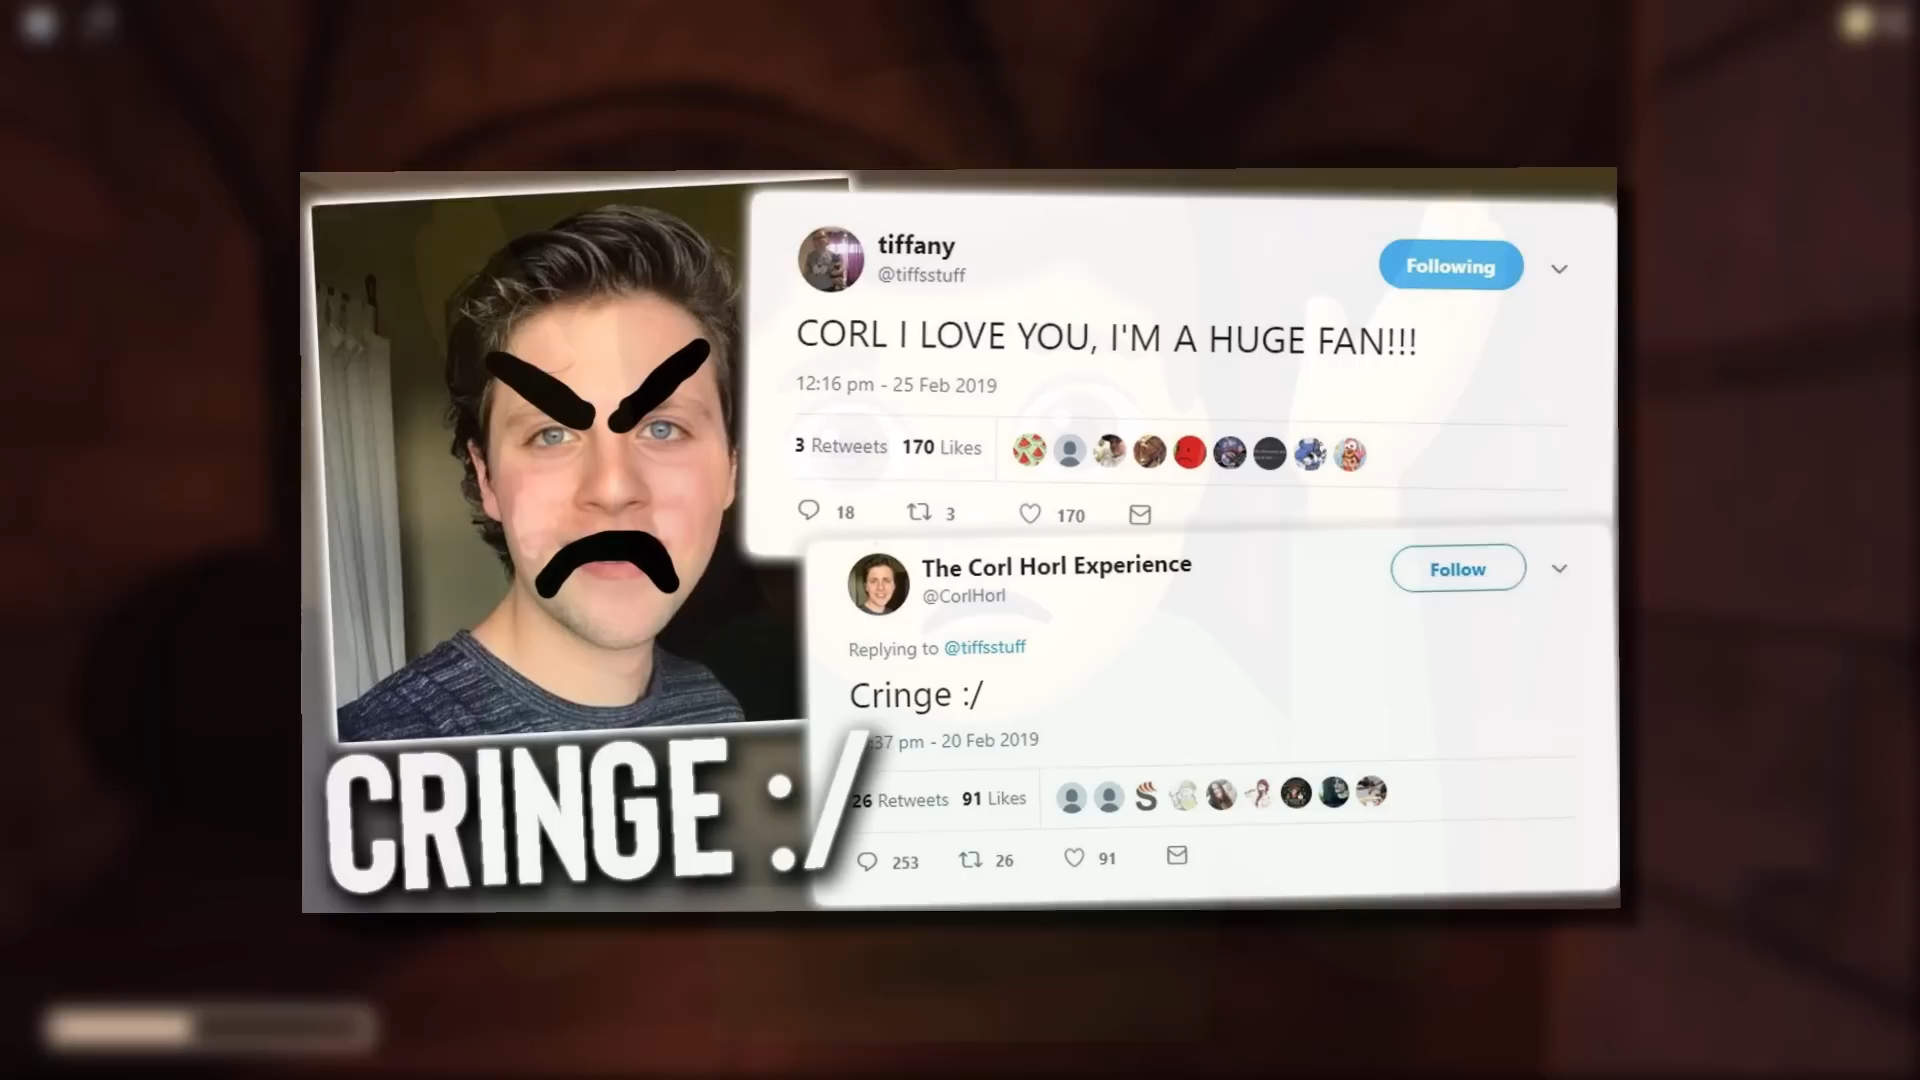 tiffany
@tiffsstuff
Following
CORL I LOVE YOU, I'M A HUGE FAN!!!
12:16 pm - 25 Feb 2019
3 Retweets 170 Likes
18 3 170
The Corl Horl Experience
@CorlHorl
Follow
Replying to @tiffsstuff
Cringe :/
:37 pm - 20 Feb 2019
26 Retweets 91 Likes
253 26 91
CRINGE :/